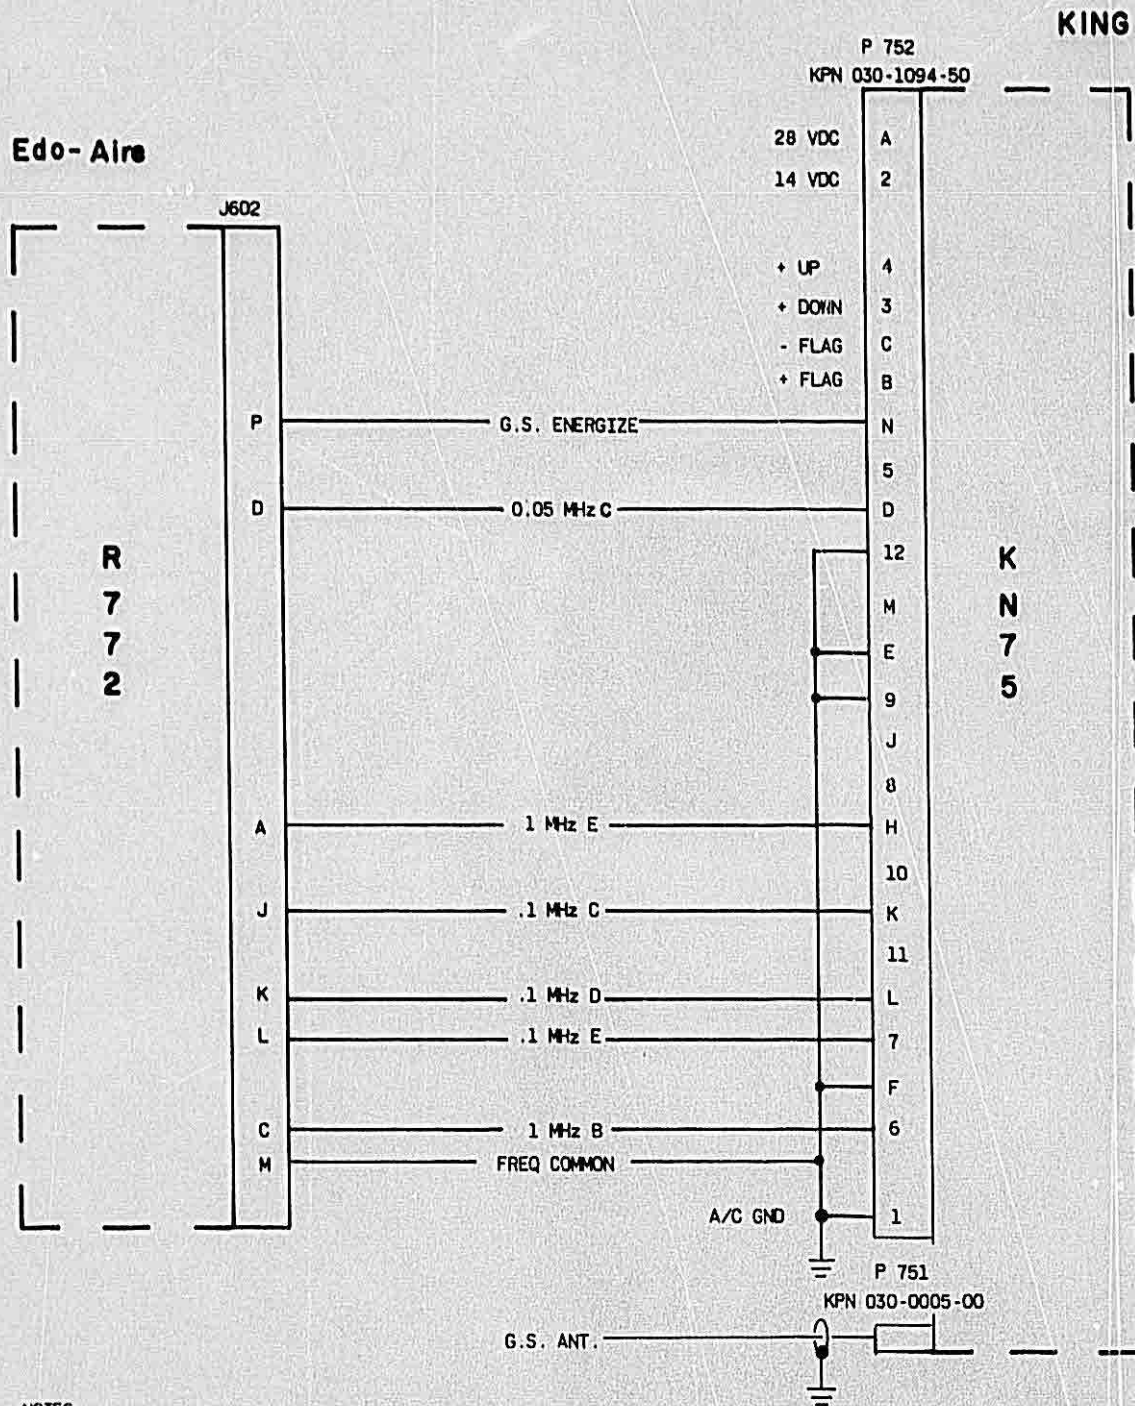 KING
P 752
KPN 030-1094-50
Edo-Aire
J602
28 VDC A
14 VDC 2
+ UP 4
+ DOWN 3
- FLAG C
+ FLAG B
P G.S. ENERGIZE N
5
D 0.05 MHz C D
12
M
E
9
J
8
A 1 MHz E H
10
J .1 MHz C K
11
K .1 MHz D L
L .1 MHz E 7
F
C 1 MHz B 6
M FREQ COMMON
A/C GND 1
R
7
7
2
K
N
7
5
P 751
KPN 030-0005-00
G.S. ANT.